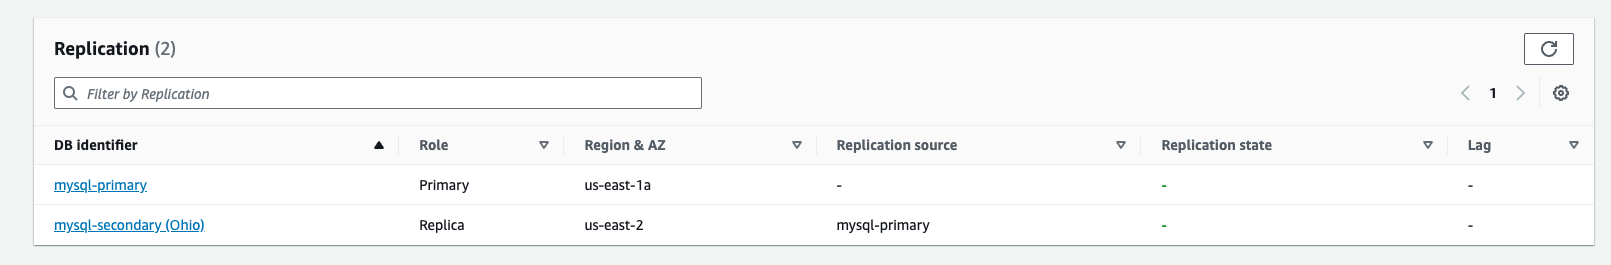 Replication (2)
Filter by Replication
1
DB identifier Role Region & AZ Replication source Replication state Lag
mysql-primary Primary us-east-1a - - -
mysql-secondary (Ohio) Replica us-east-2 mysql-primary - -